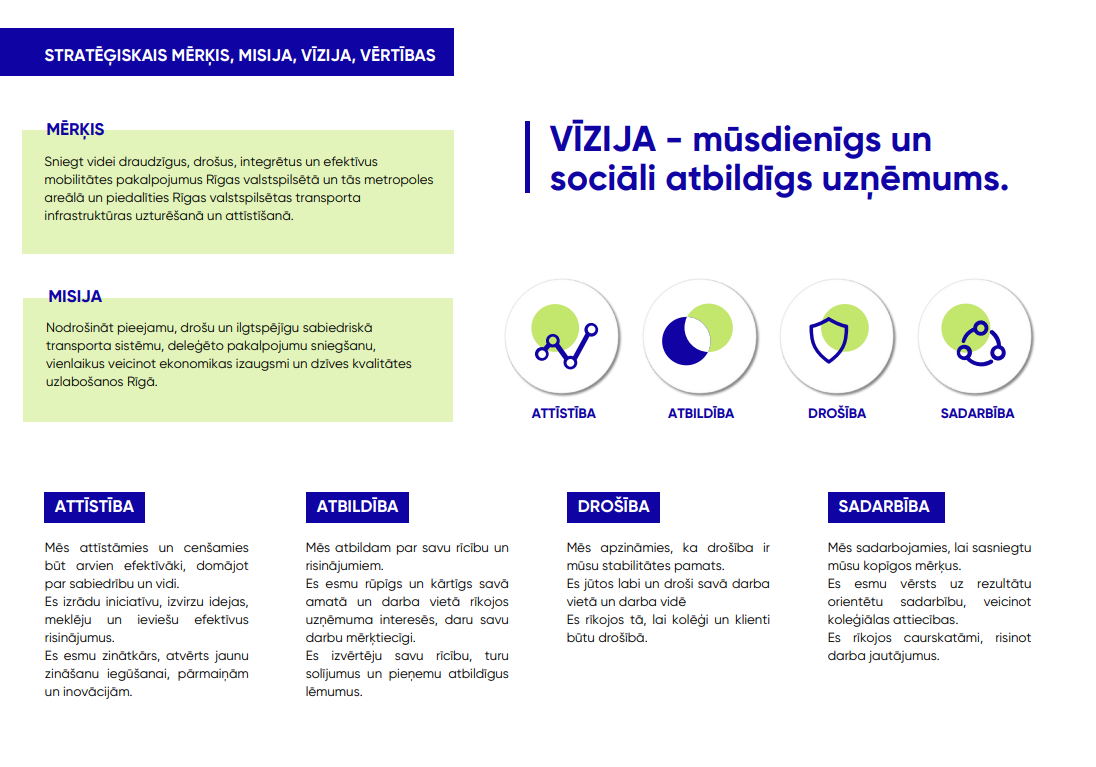 STRATĒĢISKAIS MĒRĶIS, MISIJA, VĪZIJA, VĒRTĪBAS
MĒRĶIS
Sniegt videi draudzīgus, drošus, integrētus un efektīvus
mobilitātes pakalpojumus Rīgas valstspilsētā un tās metropoles
areālā un piedalīties Rīgas valstspilsētas transporta
infrastruktūras uzturēšanā un attīstīšanā.
MISIJA
Nodrošināt pieejamu, drošu un ilgtspējīgu sabiedriskā
transporta sistēmu, deleģēto pakalpojumu sniegšanu,
vienlaikus veicinot ekonomikas izaugsmi un dzīves kvalitātes
uzlabošanos Rīgā.
VĪZIJA - mūsdienīgs un
sociāli atbildīgs uzņēmums.
ATTĪSTĪBA
ATBILDĪBA
DROŠĪBA
SADARBĪBA
ATTĪSTĪBA
Mēs attīstāmies un cenšamies
būt arvien efektīvāki, domājot
par sabiedrību un vidi.
Es izrādu iniciatīvu, izvirzu idejas,
meklēju un ieviešu efektīvus
risinājumus.
Es esmu zinātkārs, atvērts jaunu
zināšanu iegūšanai, pārmaiņām
un inovācijām.
ATBILDĪBA
Mēs atbildam par savu rīcību un
risinājumiem.
Es esmu rūpīgs un kārtīgs savā
amatā un darba vietā rīkojos
uzņēmuma interesēs, daru savu
darbu mērķtiecīgi.
Es izvērtēju savu rīcību, turu
solījumus un pieņemu atbildīgus
lēmumus.
DROŠĪBA
Mēs apzināmies, ka drošība ir
mūsu stabilitātes pamats.
Es jūtos labi un droši savā darba
vietā un darba vidē
Es rīkojos tā, lai kolēģi un klienti
būtu drošībā.
SADARBĪBA
Mēs sadarbojamies, lai sasniegtu
mūsu kopīgos mērķus.
Es esmu vērsts uz rezultātu
orientētu sadarbību, veicinot
koleģiālas attiecības.
Es rīkojos caurskatāmi, risinot
darba jautājumus.